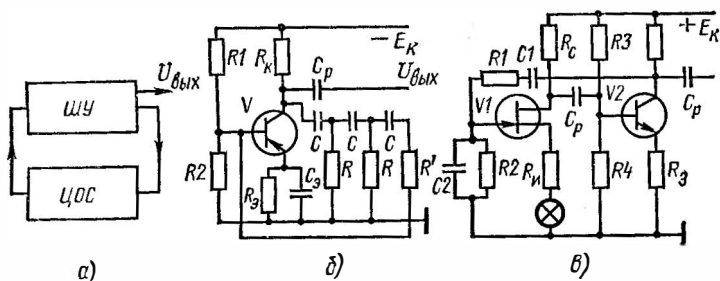 ШУ
ЦОС
Uвых
а)
R1
Rк
− Eк
Cр
Uвых
V
C
C
C
R2
Rэ
Cэ
R
R
R'
б)
+ Eк
R1
C1
Rс
R3
Cр
V1
V2
Cр
C2
R2
Rи
R4
Rэ
в)